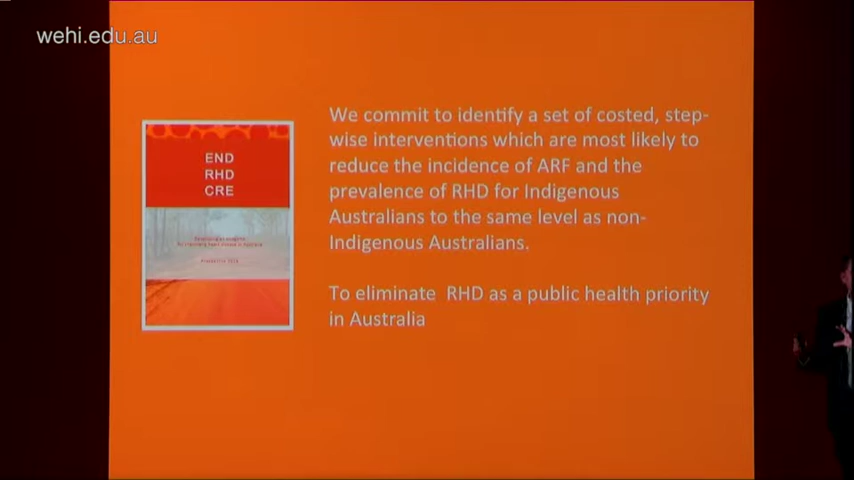 wehi.edu.au
END
RHD
CRE
We commit to identify a set of costed, step-
wise interventions which are most likely to
reduce the incidence of ARF and the
prevalence of RHD for Indigenous
Australians to the same level as non-
Indigenous Australians.
To eliminate RHD as a public health priority
in Australia